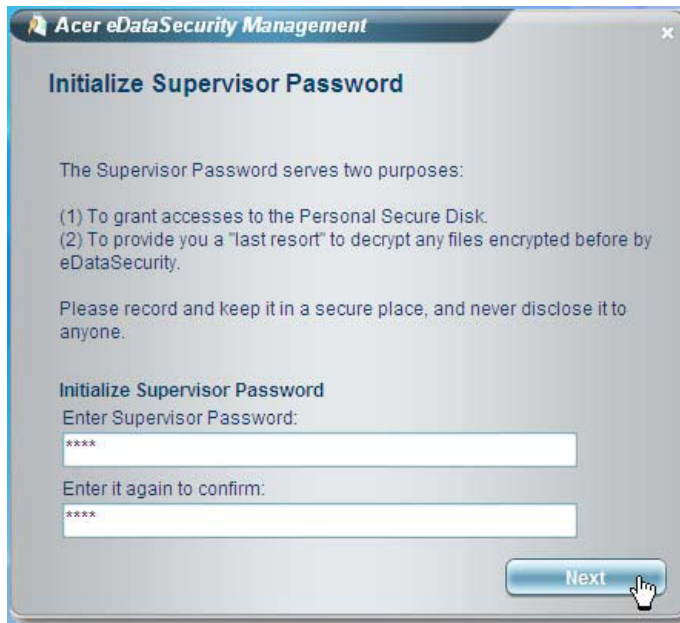 Acer eDataSecurity Management
Initialize Supervisor Password
The Supervisor Password serves two purposes:
(1) To grant accesses to the Personal Secure Disk.
(2) To provide you a "last resort" to decrypt any files encrypted before by
eDataSecurity.
Please record and keep it in a secure place, and never disclose it to
anyone.
Initialize Supervisor Password
Enter Supervisor Password:
****
Enter it again to confirm:
****
Next